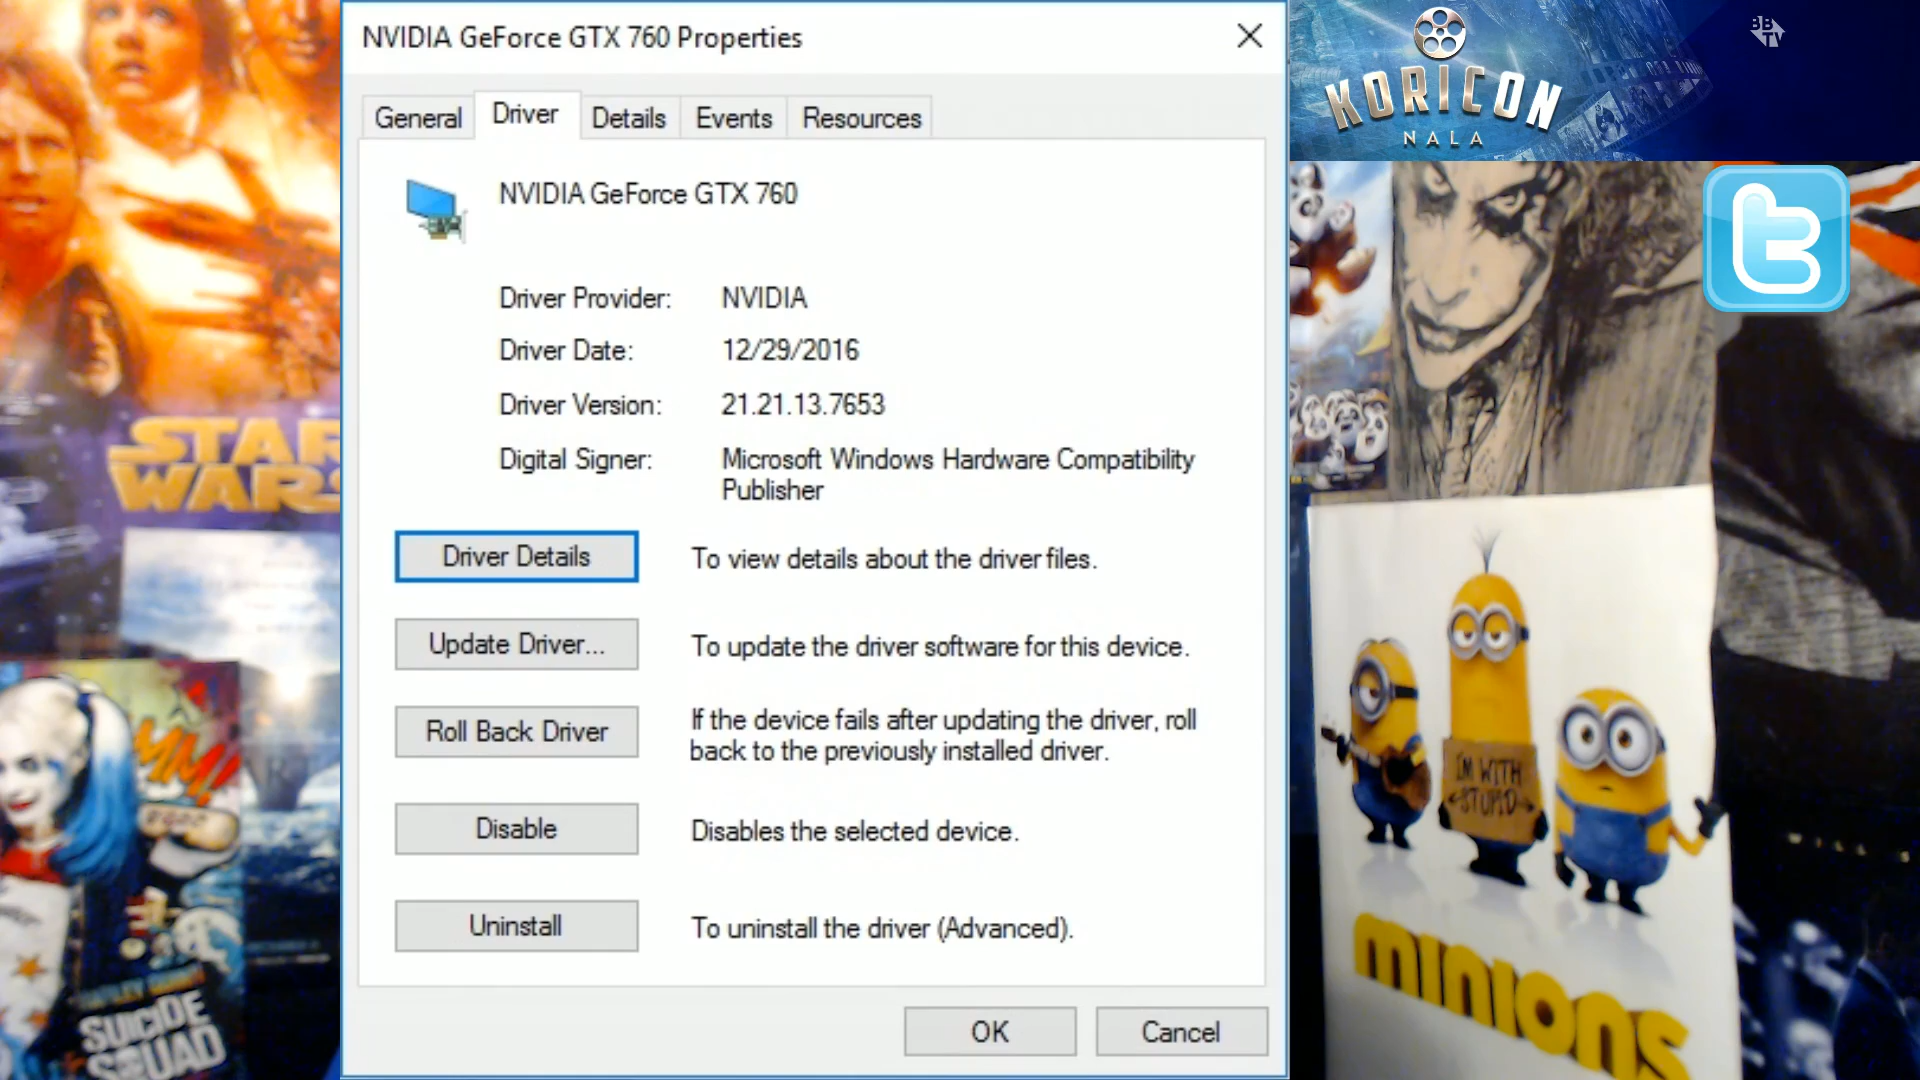 NVIDIA GeForce GTX 760 Properties
General Driver Details Events Resources
NVIDIA GeForce GTX 760
Driver Provider: NVIDIA
Driver Date: 12/29/2016
Driver Version: 21.21.13.7653
Digital Signer: Microsoft Windows Hardware Compatibility
Publisher
Driver Details To view details about the driver files.
Update Driver... To update the driver software for this device.
Roll Back Driver If the device fails after updating the driver, roll
back to the previously installed driver.
Disable Disables the selected device.
Uninstall To uninstall the driver (Advanced).
OK Cancel
KORICON
NALA
BB
TV
t
STAR
WARS
SUICIDE
SQUAD
I'M WITH
STUPID
MINIONS
WILL S